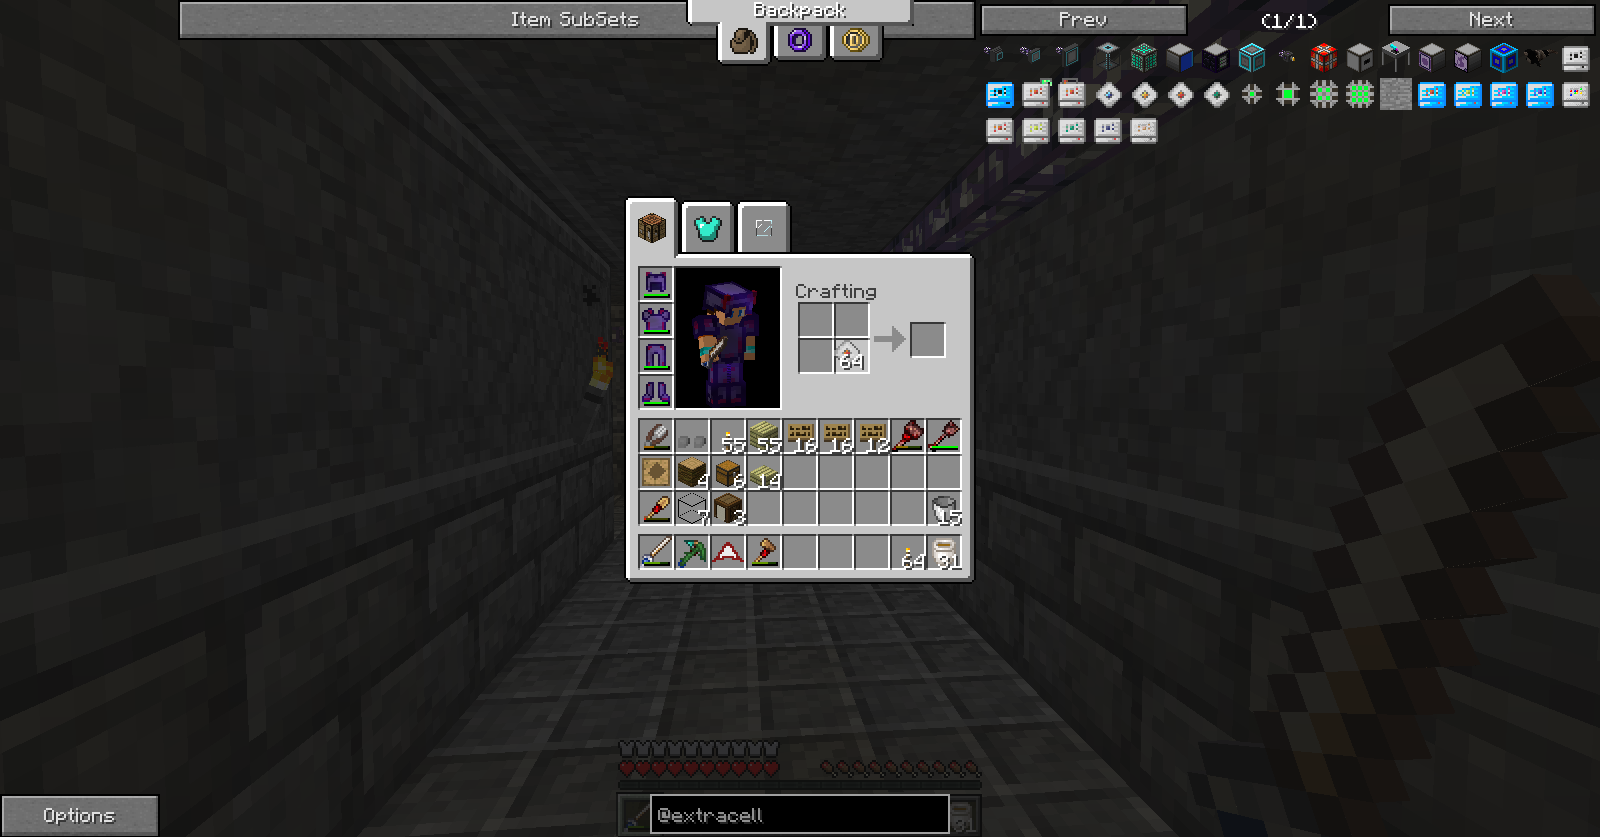 Backpack
Item SubSets
Prev
(1/1)
Next
Crafting
64
55
55
16
16
12
4
6
14
7
3
15
64
31
Options
@extracell
31